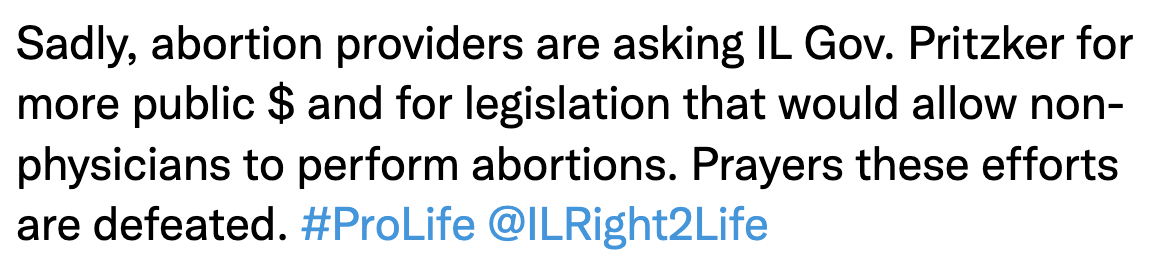 Sadly, abortion providers are asking IL Gov. Pritzker for
more public $ and for legislation that would allow non-
physicians to perform abortions. Prayers these efforts
are defeated. #ProLife @ILRight2Life